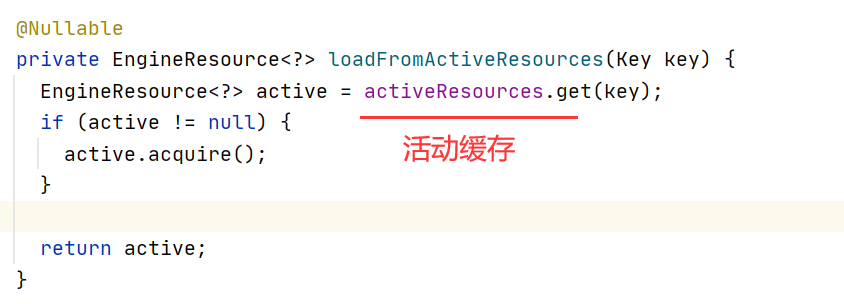 @Nullable
private EngineResource<?> loadFromActiveResources(Key key) {
  EngineResource<?> active = activeResources.get(key);
  if (active != null) {
    active.acquire();
  }
活动缓存
  return active;
}